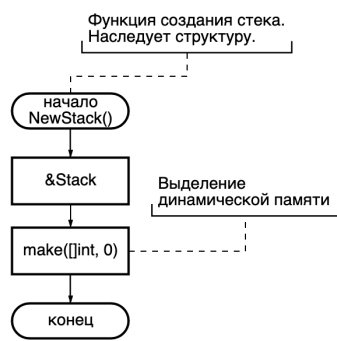 Функция создания стека.
Наследует структуру.
начало
NewStack()
&Stack
Выделение
динамической памяти
make([]int, 0)
конец